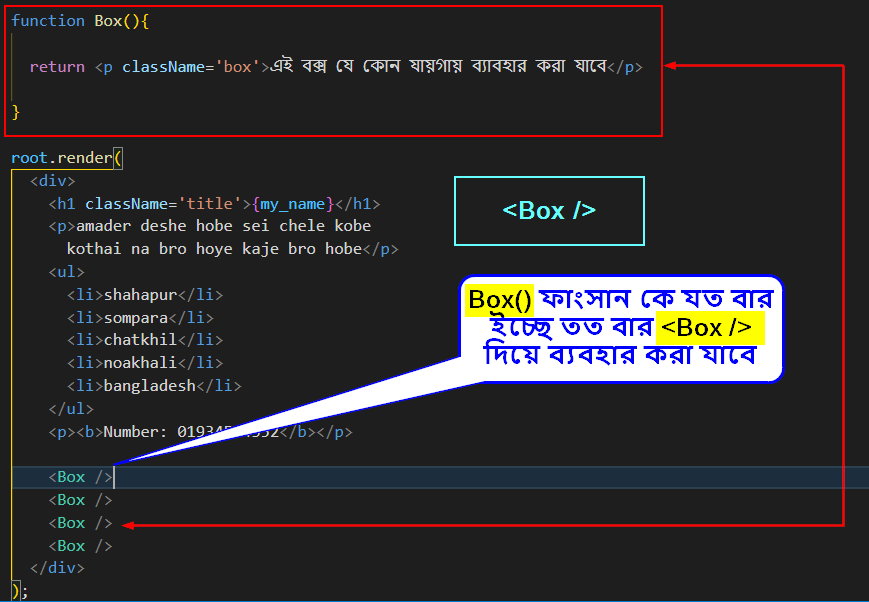 function Box(){
return <p className='box'>এই বক্স যে কোন যায়গায় ব্যাবহার করা যাবে</p>
}
root.render(
<div>
<h1 className='title'>{my_name}</h1>
<p>amader deshe hobe sei chele kobe
kothai na bro hoye kaje bro hobe</p>
<ul>
<li>shahapur</li>
<li>sompara</li>
<li>chatkhil</li>
<li>noakhali</li>
<li>bangladesh</li>
</ul>
<p><b>Number: </b></p>
<Box />
<Box />
<Box />
<Box />
</div>
);
<Box />
Box() ফাংসান কে যত বার
ইচ্ছে তত বার <Box />
দিয়ে ব্যবহার করা যাবে